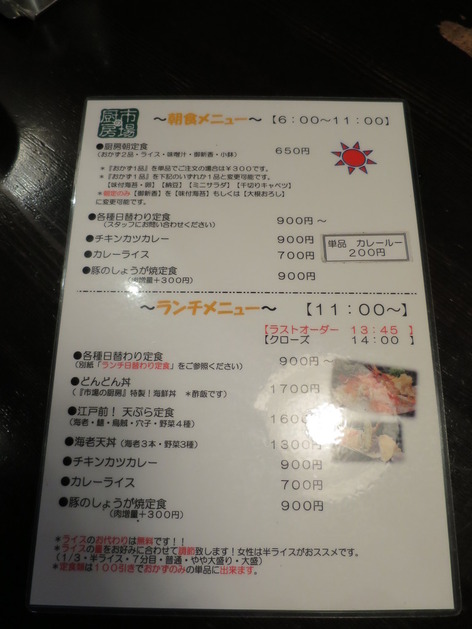 市場の厨房
～朝食メニュー～ 【6：00～11：00】
●厨房朝定食 650円
（おかず2品・ライス・味噌汁・御新香・小鉢）
＊『おかず1品』を単品でご注文の場合は￥300です。
＊『おかず1品』を下記のいずれか1品と変更可能です。
【味付海苔・卵】【納豆】【ミニサラダ】【千切りキャベツ】
＊朝定のみ【御新香】を【味付海苔】もしくは【大根おろし】
に変更可能です。
●各種日替わり定食 900円～
（スタッフにお問い合わせください）
●チキンカツカレー 900円
●カレーライス 700円
単品 カレールー
200円
●豚のしょうが焼定食 900円
（肉増量＋300円）
～ランチメニュー～ 【11：00～】
【ラストオーダー 13：45 】
【クローズ 14：00 】
●各種日替わり定食 900円～
（別紙「ランチ日替わり定食」をご参照ください）
●どんどん丼 1700円
（『市場の厨房』特製！海鮮丼 ＊酢飯です）
●江戸前！ 天ぷら定食 1600
（海老・鱚・烏賊・穴子・野菜4種）
●海老天丼（海老3本・野菜3種） 1300円
●チキンカツカレー 900円
●カレーライス 700円
●豚のしょうが焼定食 900円
（肉増量＋300円）
＊ライスのお代わりは無料です！！
＊ライスの量をお好みに合わせて調節致します！女性は半ライスがおススメです。
（1/3・半ライス・7分目・普通・やや大盛り・大盛）
＊定食類は100引きでおかずのみの単品に出来ます。